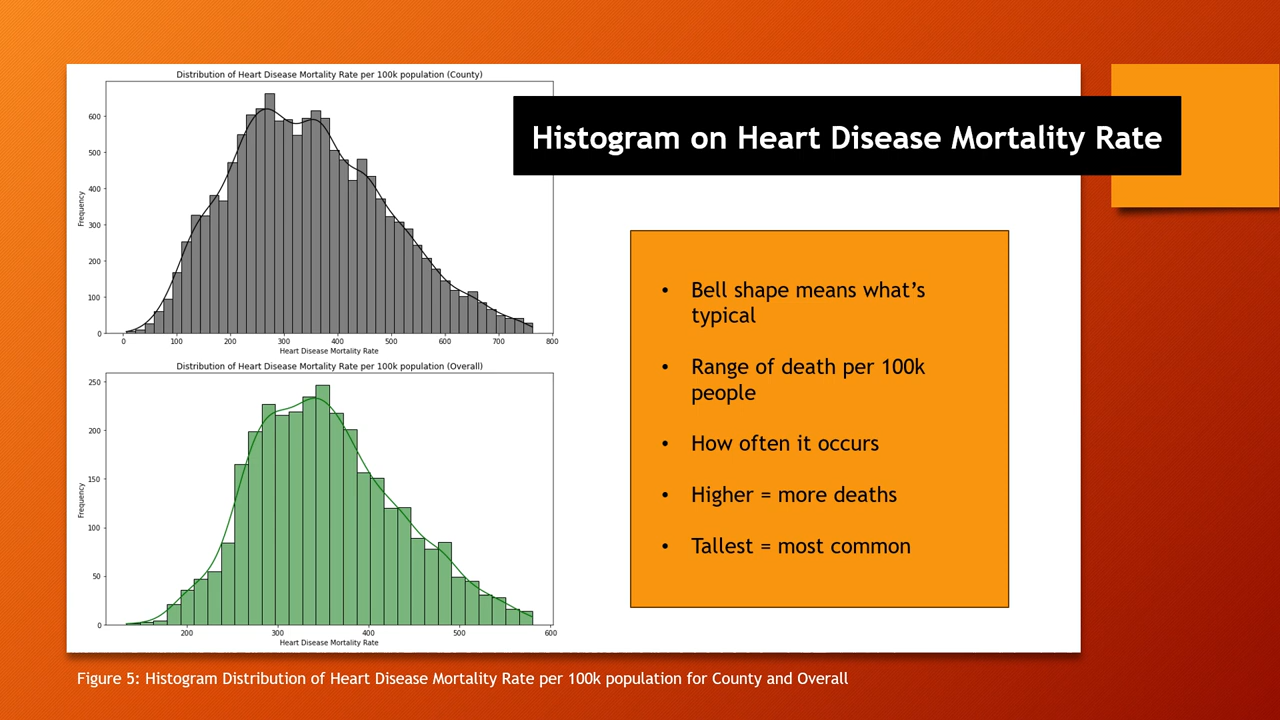 Distribution of Heart Disease Mortality Rate per 100k population (County)
Histogram on Heart Disease Mortality Rate
Frequency
600
500
400
300
200
100
0
0 100 200 300 400 500 600 700 800
Heart Disease Mortality Rate
Distribution of Heart Disease Mortality Rate per 100k population (Overall)
Frequency
250
200
150
100
50
0
200 300 400 500 600
Heart Disease Mortality Rate
• Bell shape means what’s
typical
• Range of death per 100k
people
• How often it occurs
• Higher = more deaths
• Tallest = most common
Figure 5: Histogram Distribution of Heart Disease Mortality Rate per 100k population for County and Overall